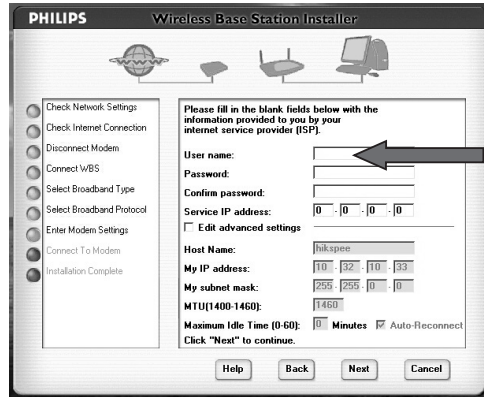 PHILIPS Wireless Base Station Installer
Check Network Settings
Check Internet Connection
Disconnect Modem
Connect WBS
Select Broadband Type
Select Broadband Protocol
Enter Modem Settings
Connect To Modem
Installation Complete
Please fill in the blank fields below with the
information provided to you by your
internet service provider (ISP).
User name:
Password:
Confirm password:
Service IP address: 0 . 0 . 0 . 0
Edit advanced settings
Host Name: hikspee
My IP address: 10 . 32 . 10 . 33
My subnet mask: 255 . 255 . 0 . 0
MTU(1400-1460): 1460
Maximum Idle Time (0-60): 0 Minutes Auto-Reconnect
Click "Next" to continue.
Help Back Next Cancel